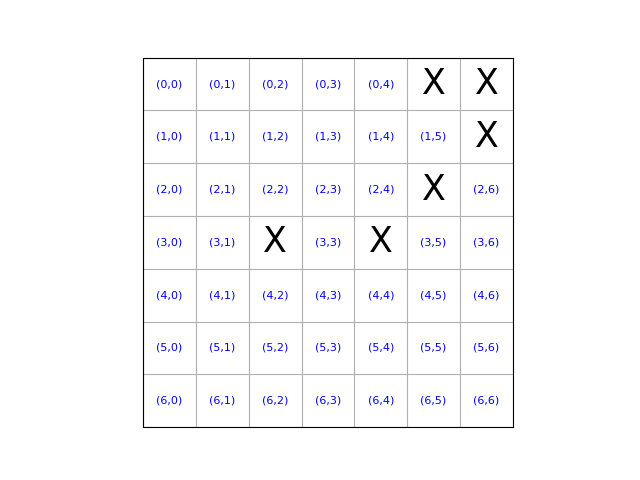 (0,0) (0,1) (0,2) (0,3) (0,4) X X
(1,0) (1,1) (1,2) (1,3) (1,4) (1,5) X
(2,0) (2,1) (2,2) (2,3) (2,4) X (2,6)
(3,0) (3,1) X (3,3) X (3,5) (3,6)
(4,0) (4,1) (4,2) (4,3) (4,4) (4,5) (4,6)
(5,0) (5,1) (5,2) (5,3) (5,4) (5,5) (5,6)
(6,0) (6,1) (6,2) (6,3) (6,4) (6,5) (6,6)